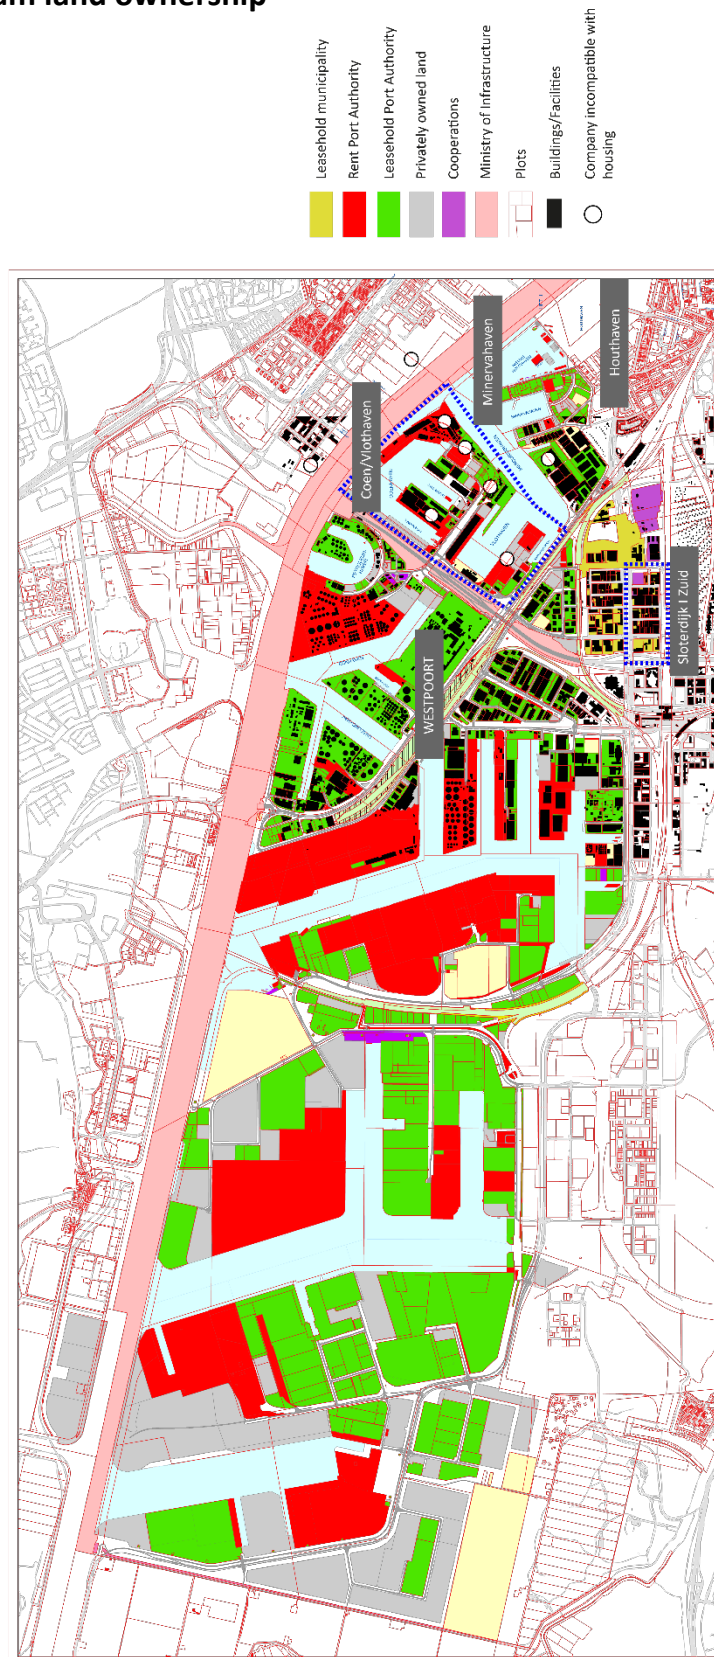 am land ownership
Leasehold municipality
Rent Port Authority
Leasehold Port Authority
Privately owned land
Cooperations
Ministry of Infrastructure
Plots
Buildings/Facilities
Company incompatible with
housing
Coen/Vlothaven
Minervahaven
Houthaven
WESTPOORT
Sloterdijk I Zuid